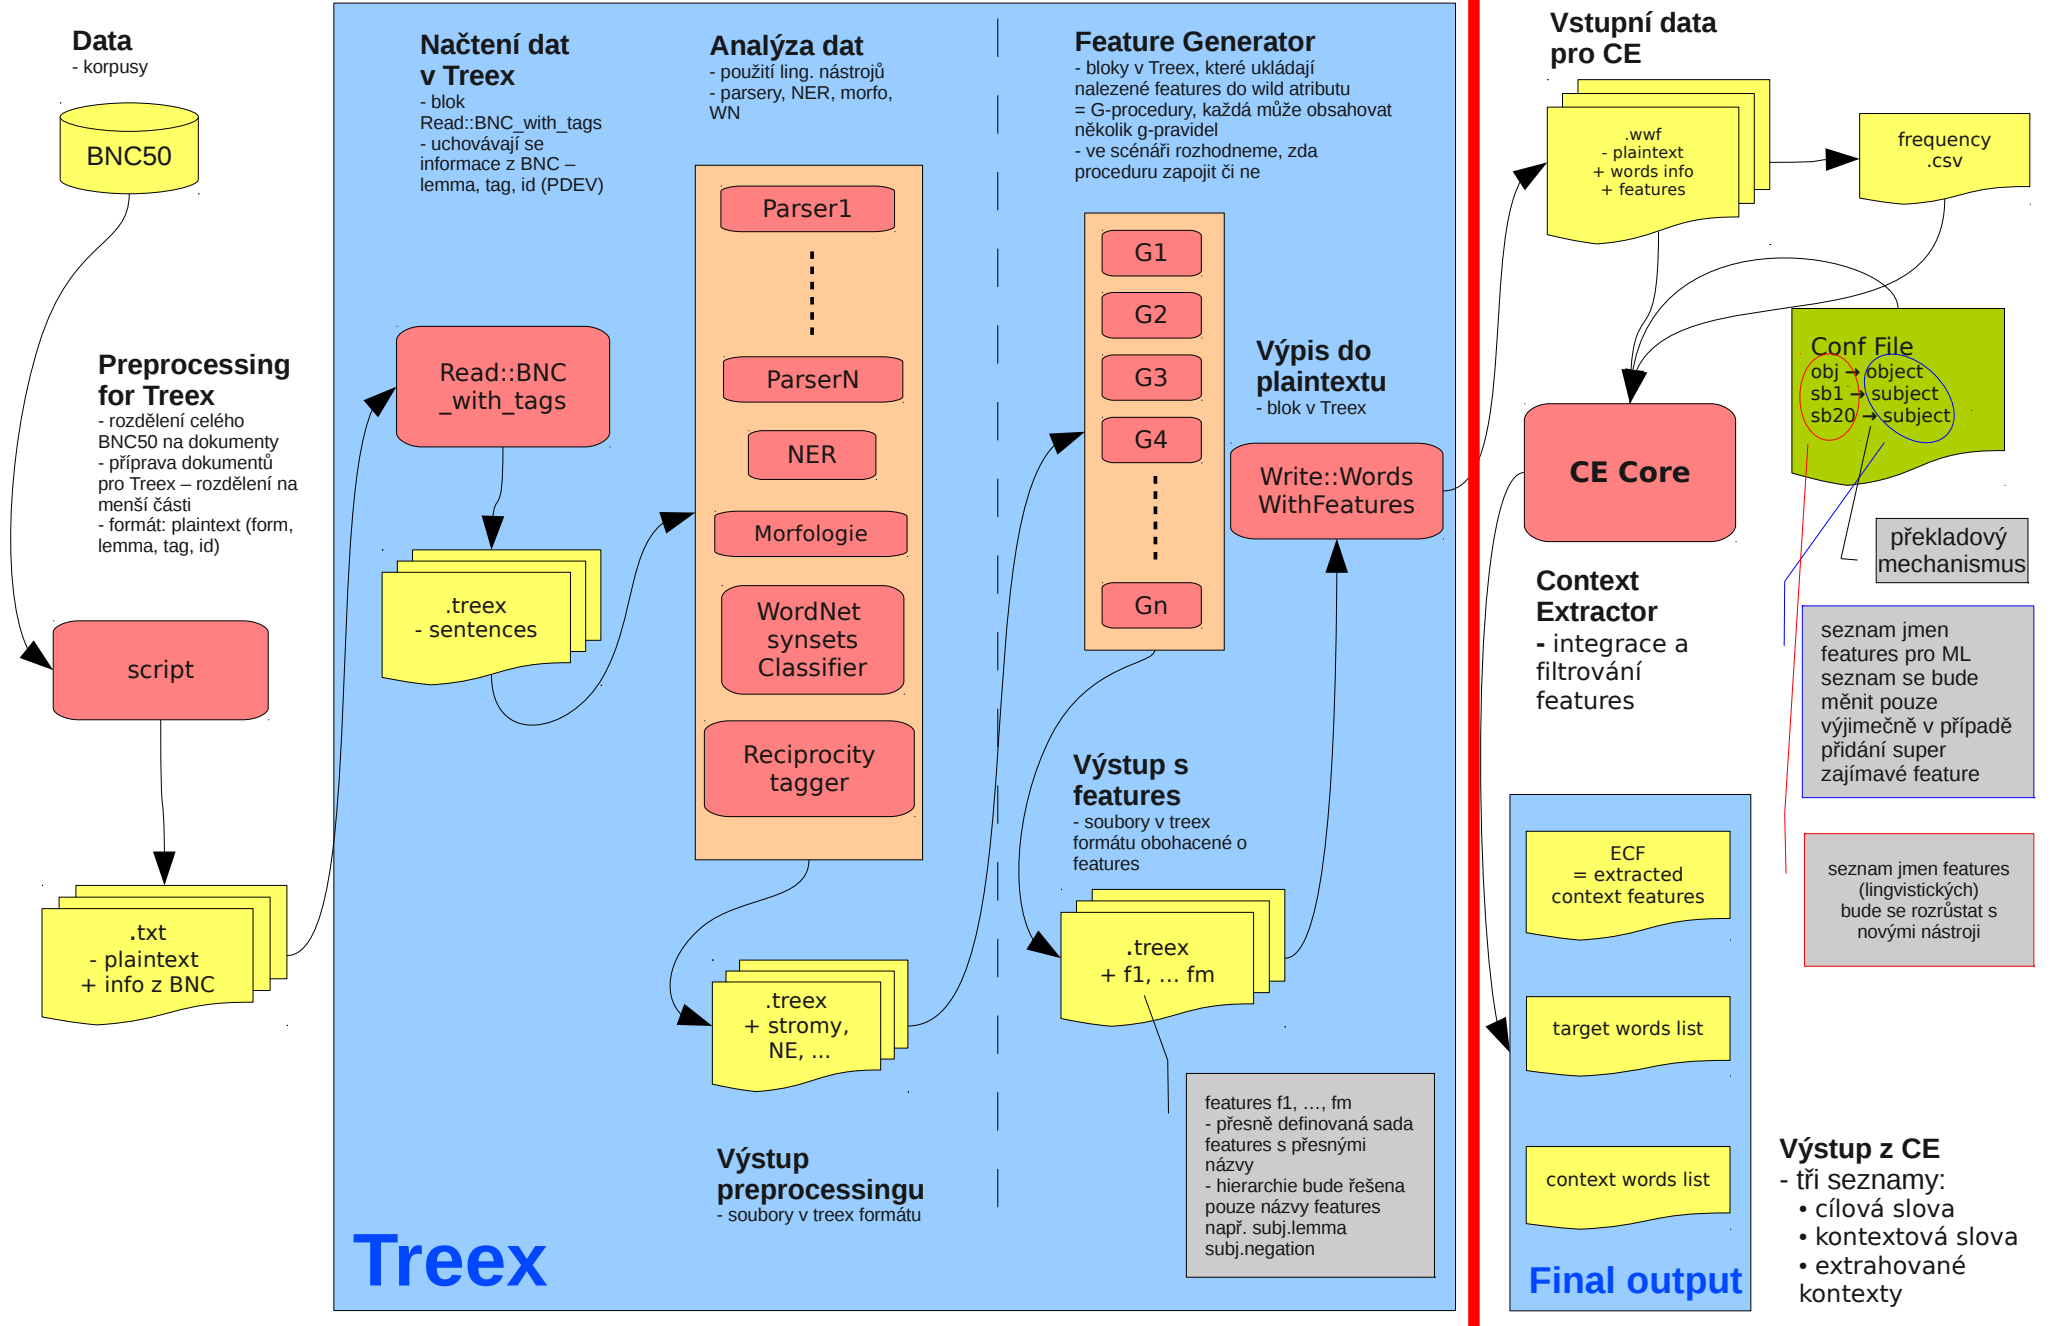 Data
- korpusy
BNC50
Preprocessing
for Treex
- rozdělení celého
BNC50 na dokumenty
- příprava dokumentů
pro Treex – rozdělení na
menší části
- formát: plaintext (form,
lemma, tag, id)
script
.txt
- plaintext
+ info z BNC
Načtení dat
v Treex
- blok
Read::BNC_with_tags
- uchovávají se
informace z BNC –
lemma, tag, id (PDEV)
Read::BNC
_with_tags
.treex
- sentences
Analýza dat
- použití ling. nástrojů
- parsery, NER, morfo,
WN
Parser1
ParserN
NER
Morfologie
WordNet
synsets
Classifier
Reciprocity
tagger
.treex
+ stromy,
NE, ...
Výstup
preprocessingu
- soubory v treex formátu
Treex
Feature Generator
- bloky v Treex, které ukládají
nalezené features do wild atributu
= G-procedury, každá může obsahovat
několik g-pravidel
- ve scénáři rozhodneme, zda
proceduru zapojit či ne
G1
G2
G3
G4
Gn
Výpis do
plaintextu
- blok v Treex
Write::Words
WithFeatures
Výstup s
features
- soubory v treex
formátu obohacené o
features
.treex
+ f1, ... fm
features f1, …, fm
- přesně definovaná sada
features s přesnými
názvy
- hierarchie bude řešena
pouze názvy features
např. subj.lemma
subj.negation
Vstupní data
pro CE
.wwf
- plaintext
+ words info
+ features
frequency
.csv
Conf File
obj → object
sb1 → subject
sb20 → subject
CE Core
překladový
mechanismus
Context
Extractor
- integrace a
filtrování
features
seznam jmen
features pro ML
seznam se bude
měnit pouze
výjimečně v případě
přidání super
zajímavé feature
seznam jmen features
(lingvistických)
bude se rozrůstat s
novými nástroji
ECF
= extracted
context features
target words list
context words list
Final output
Výstup z CE
- tři seznamy:
• cílová slova
• kontextová slova
• extrahované
kontexty